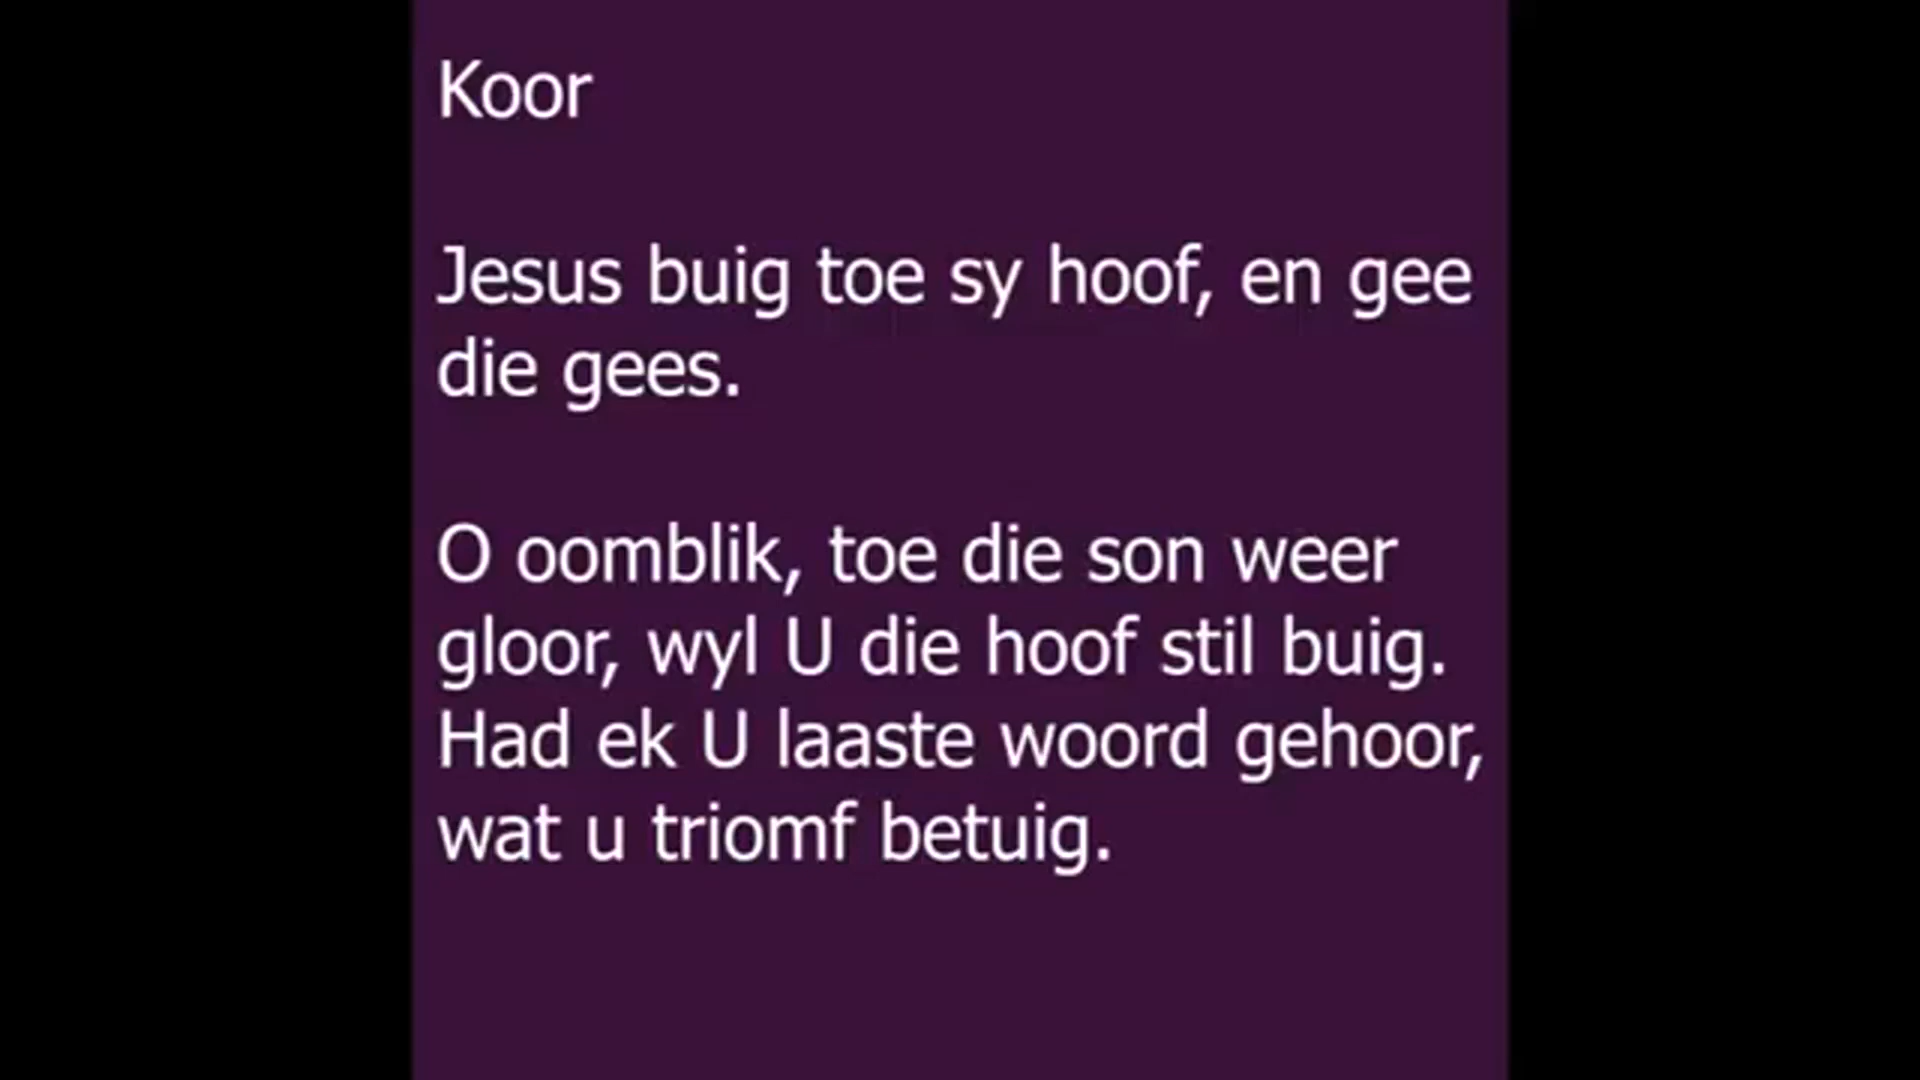 Koor
Jesus buig toe sy hoof, en gee
die gees.
O oomblik, toe die son weer
gloor, wyl U die hoof stil buig.
Had ek U laaste woord gehoor,
wat u triomf betuig.